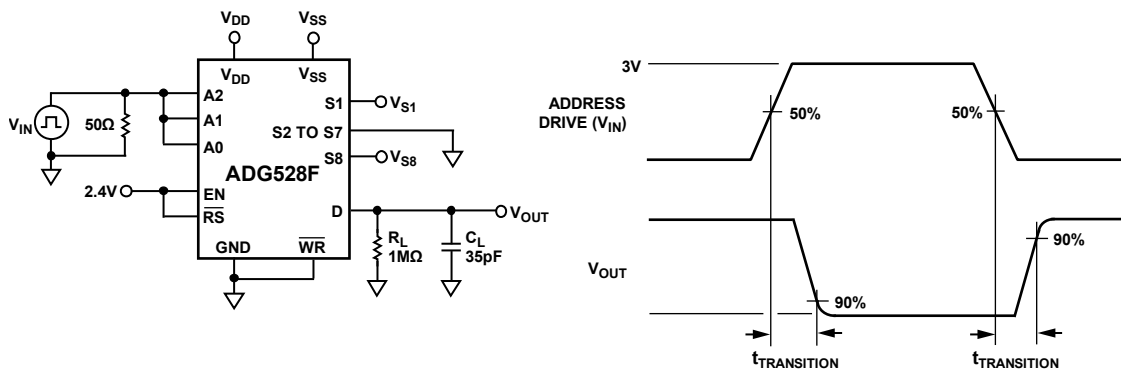 VDD
VSS
VDD
VSS
VIN
50Ω
A2
A1
A0
S1
VS1
S2 TO S7
S8
VS8
ADG528F
2.4V
EN
RS
D
VOUT
GND
WR
RL
1MΩ
CL
35pF
3V
ADDRESS
DRIVE (VIN)
50%
50%
90%
VOUT
90%
tTRANSITION
tTRANSITION